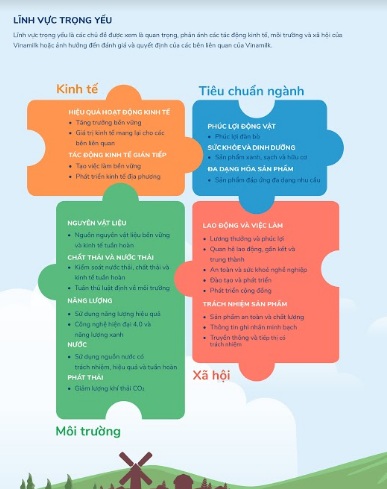 LĨNH VỰC TRỌNG YẾU
Lĩnh vực trọng yếu là các chủ đề được xem là quan trọng, phản ánh các tác động kinh tế, môi trường và xã hội của
Vinamilk hoặc ảnh hưởng đến đánh giá và quyết định của các bên liên quan của Vinamilk.
Kinh tế
HIỆU QUẢ HOẠT ĐỘNG KINH TẾ
• Tăng trưởng bền vững
• Giá trị kinh tế mang lại cho các
bên liên quan
TÁC ĐỘNG KINH TẾ GIÁN TIẾP
• Tạo việc làm bền vững
• Phát triển kinh tế địa phương
Tiêu chuẩn ngành
PHÚC LỢI ĐỘNG VẬT
• Phúc lợi đàn bò
SỨC KHỎE VÀ DINH DƯỠNG
• Sản phẩm xanh, sạch và hữu cơ
ĐA DẠNG HÓA SẢN PHẨM
• Sản phẩm đáp ứng đa dạng nhu cầu
NGUYÊN VẬT LIỆU
• Nguồn nguyên vật liệu bền vững
và kinh tế tuần hoàn
CHẤT THẢI VÀ NƯỚC THẢI
• Kiểm soát nước thải, chất thải và
kinh tế tuần hoàn
• Tuân thủ luật định về môi trường
NĂNG LƯỢNG
• Sử dụng năng lượng hiệu quả
• Công nghệ hiện đại 4.0 và
năng lượng xanh
NƯỚC
• Sử dụng nguồn nước có
trách nhiệm, hiệu quả và tuần hoàn
PHÁT THẢI
• Giảm lượng khí thải CO₂
Môi trường
LAO ĐỘNG VÀ VIỆC LÀM
• Lương thưởng và phúc lợi
• Quan hệ lao động, gắn kết và
trung thành
• An toàn và sức khoẻ nghề nghiệp
• Đào tạo và phát triển
• Phát triển cộng đồng
TRÁCH NHIỆM SẢN PHẨM
• Sản phẩm an toàn và chất lượng
• Thông tin ghi nhãn minh bạch
• Truyền thông và tiếp thị có
trách nhiệm
Xã hội